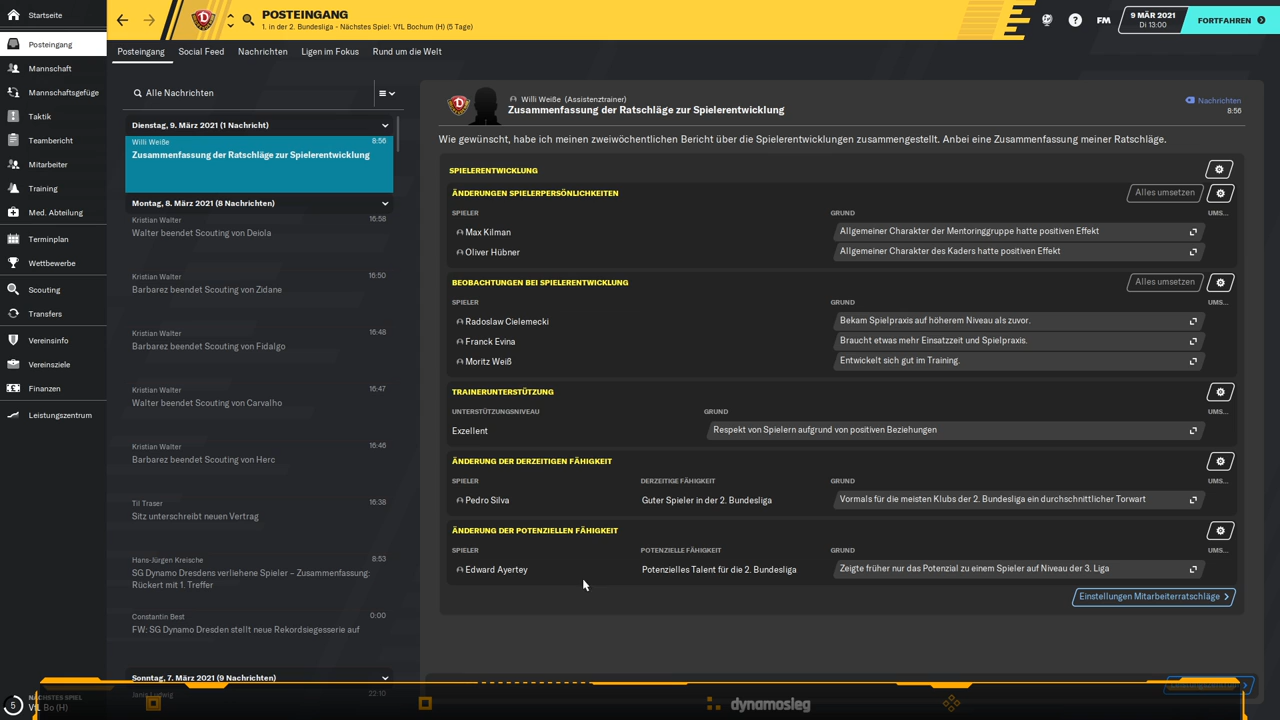 Startseite
Posteingang
Mannschaft
Mannschaftsgefüge
Taktik
Teambericht
Mitarbeiter
Training
Med. Abteilung
Terminplan
Wettbewerbe
Scouting
Transfers
Vereinsinfo
Vereinsziele
Finanzen
Leistungszentrum
NÄCHSTES SPIEL
5
VfL Bo (H)
POSTEINGANG
1. in der 2. Bundesliga - Nächstes Spiel: VfL Bochum (H) (5 Tage)
?
FM
9 MÄR 2021
Di 13:00
FORTFAHREN
Posteingang
Social Feed
Nachrichten
Ligen im Fokus
Rund um die Welt
Alle Nachrichten
Dienstag, 9. März 2021 (1 Nachricht)
Willi Weiße 8:56
Zusammenfassung der Ratschläge zur Spielerentwicklung
Montag, 8. März 2021 (8 Nachrichten)
Kristian Walter 16:58
Walter beendet Scouting von Deiola
Kristian Walter 16:50
Barbarez beendet Scouting von Zidane
Kristian Walter 16:48
Barbarez beendet Scouting von Fidalgo
Kristian Walter 16:47
Walter beendet Scouting von Carvalho
Kristian Walter 16:46
Barbarez beendet Scouting von Herc
Til Traser 16:38
Sitz unterschreibt neuen Vertrag
Hans-Jürgen Kreische 8:53
SG Dynamo Dresdens verliehene Spieler – Zusammenfassung:
Rückert mit 1. Treffer
Constantin Best 0:00
FW: SG Dynamo Dresden stellt neue Rekordsiegesserie auf
Sonntag, 7. März 2021 (9 Nachrichten)
Janis Ludwig 22:10
Willi Weiße (Assistenztrainer)
Zusammenfassung der Ratschläge zur Spielerentwicklung
Nachrichten
8:56
Wie gewünscht, habe ich meinen zweiwöchentlichen Bericht über die Spielerentwicklungen zusammengestellt. Anbei eine Zusammenfassung meiner Ratschläge.
SPIELERENTWICKLUNG
ÄNDERUNGEN SPIELERPERSÖNLICHKEITEN Alles umsetzen
SPIELER GRUND UMS...
Max Kilman Allgemeiner Charakter der Mentoringgruppe hatte positiven Effekt
Oliver Hübner Allgemeiner Charakter des Kaders hatte positiven Effekt
BEOBACHTUNGEN BEI SPIELERENTWICKLUNG Alles umsetzen
SPIELER GRUND UMS...
Radoslaw Cielemecki Bekam Spielpraxis auf höherem Niveau als zuvor.
Franck Evina Braucht etwas mehr Einsatzzeit und Spielpraxis.
Moritz Weiß Entwickelt sich gut im Training.
TRAINERUNTERSTÜTZUNG
UNTERSTÜTZUNGSNIVEAU GRUND UMS...
Exzellent Respekt von Spielern aufgrund von positiven Beziehungen
ÄNDERUNG DER DERZEITIGEN FÄHIGKEIT
SPIELER DERZEITIGE FÄHIGKEIT GRUND UMS...
Pedro Silva Guter Spieler in der 2. Bundesliga Vormals für die meisten Klubs der 2. Bundesliga ein durchschnittlicher Torwart
ÄNDERUNG DER POTENZIELLEN FÄHIGKEIT
SPIELER POTENZIELLE FÄHIGKEIT GRUND UMS...
Edward Ayertey Potenzielles Talent für die 2. Bundesliga Zeigte früher nur das Potenzial zu einem Spieler auf Niveau der 3. Liga
Einstellungen Mitarbeiterratschläge
dynamosleg